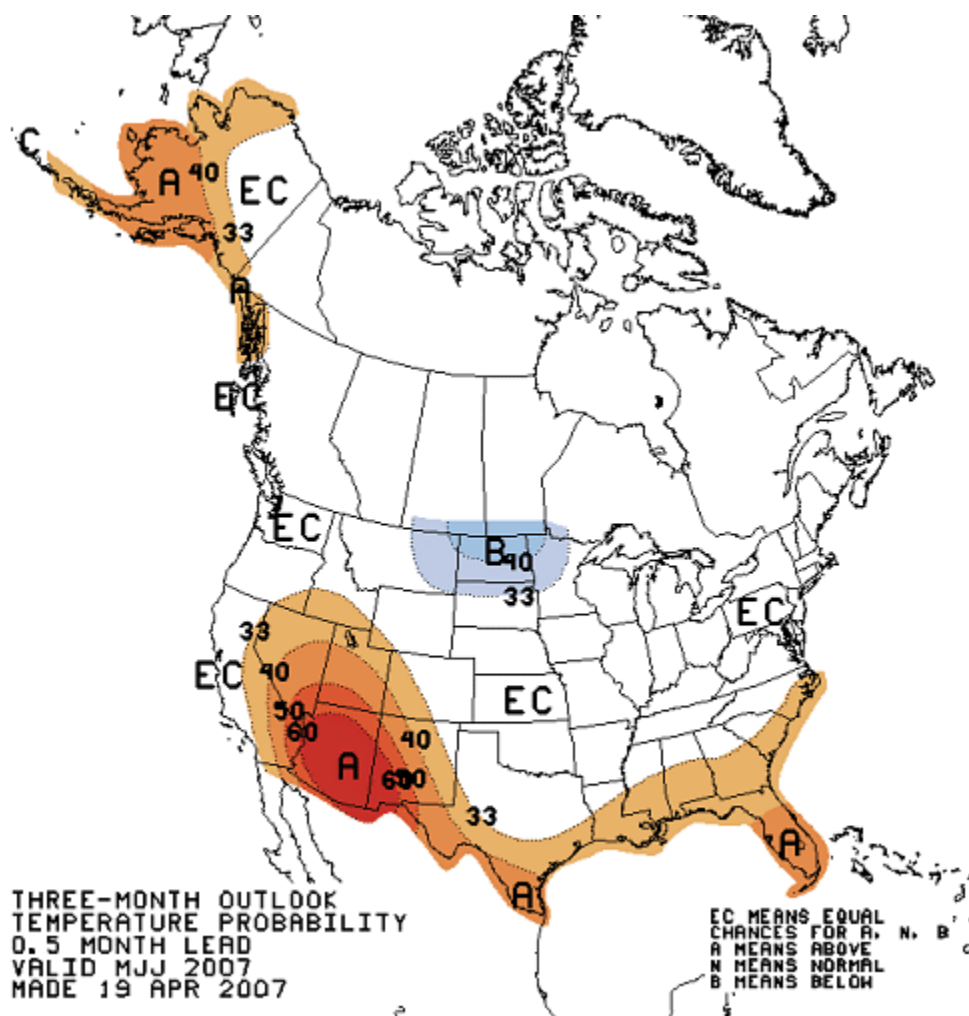 A 40 EC
33
A
EC
EC
B 40
33
EC
33
EC 40
EC
50
60
40
A
60 50
33
A
A
THREE-MONTH OUTLOOK
TEMPERATURE PROBABILITY
0.5 MONTH LEAD
VALID MJJ 2007
MADE 19 APR 2007
EC MEANS EQUAL
CHANCES FOR A, N, B
A MEANS ABOVE
N MEANS NORMAL
B MEANS BELOW